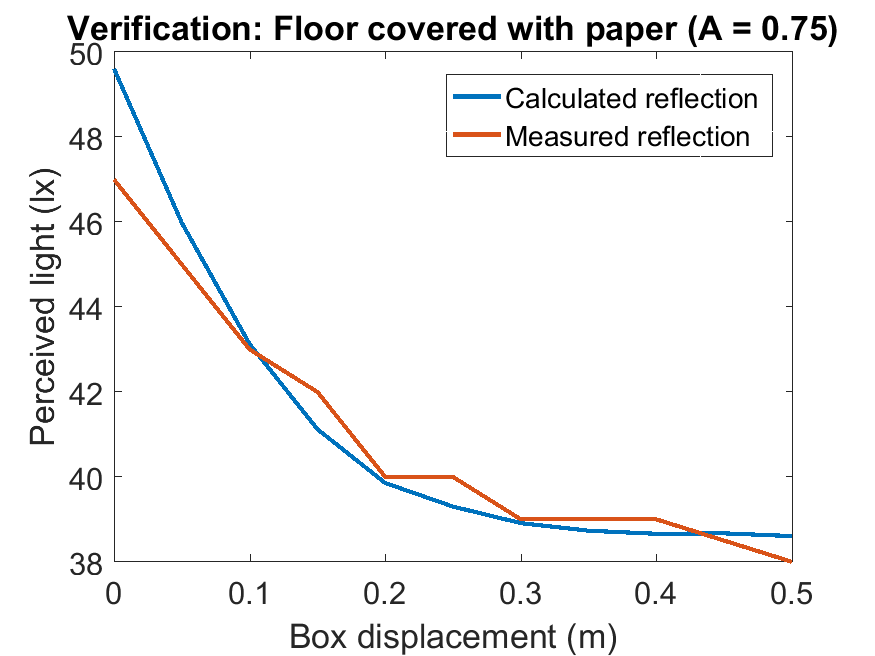 Verification: Floor covered with paper (A = 0.75)
50
48
46
44
42
40
38
Perceived light (lx)
Calculated reflection
Measured reflection
0 0.1 0.2 0.3 0.4 0.5
Box displacement (m)